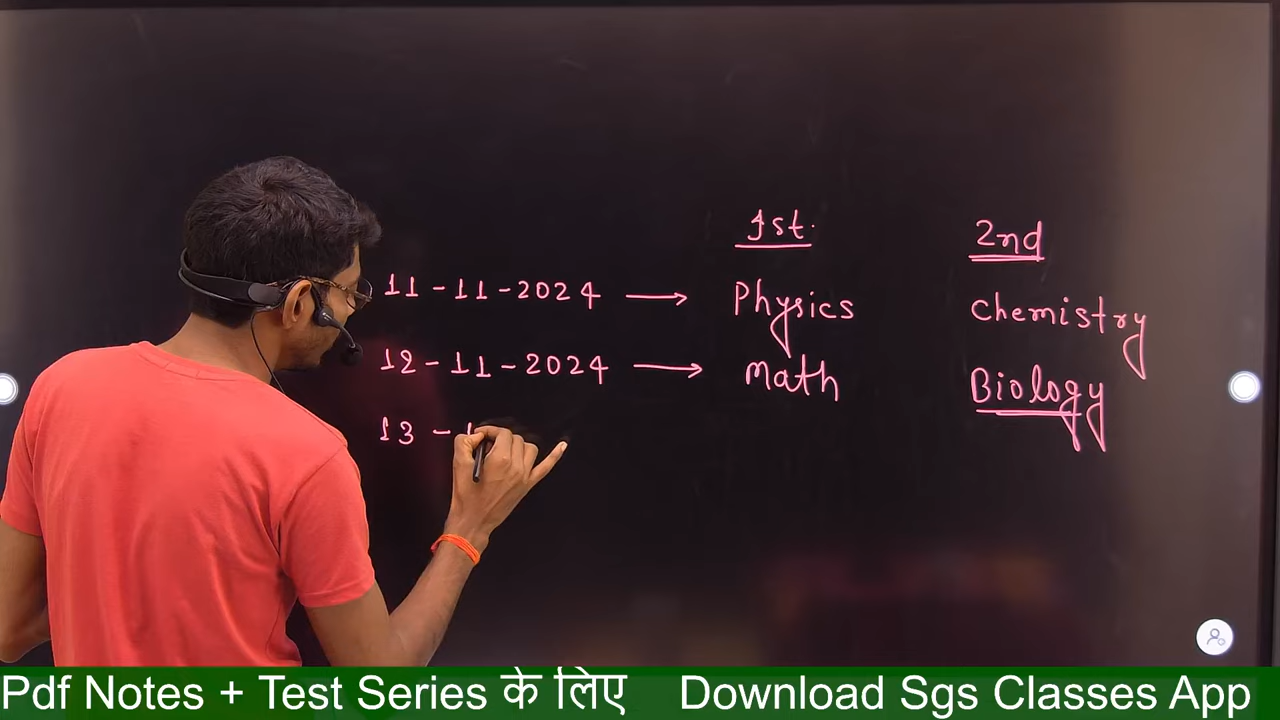 1st. 2nd
11-11-2024 → Physics Chemistry
12-11-2024 → Math Biology
13 - 1
Pdf Notes + Test Series के लिए Download Sgs Classes App